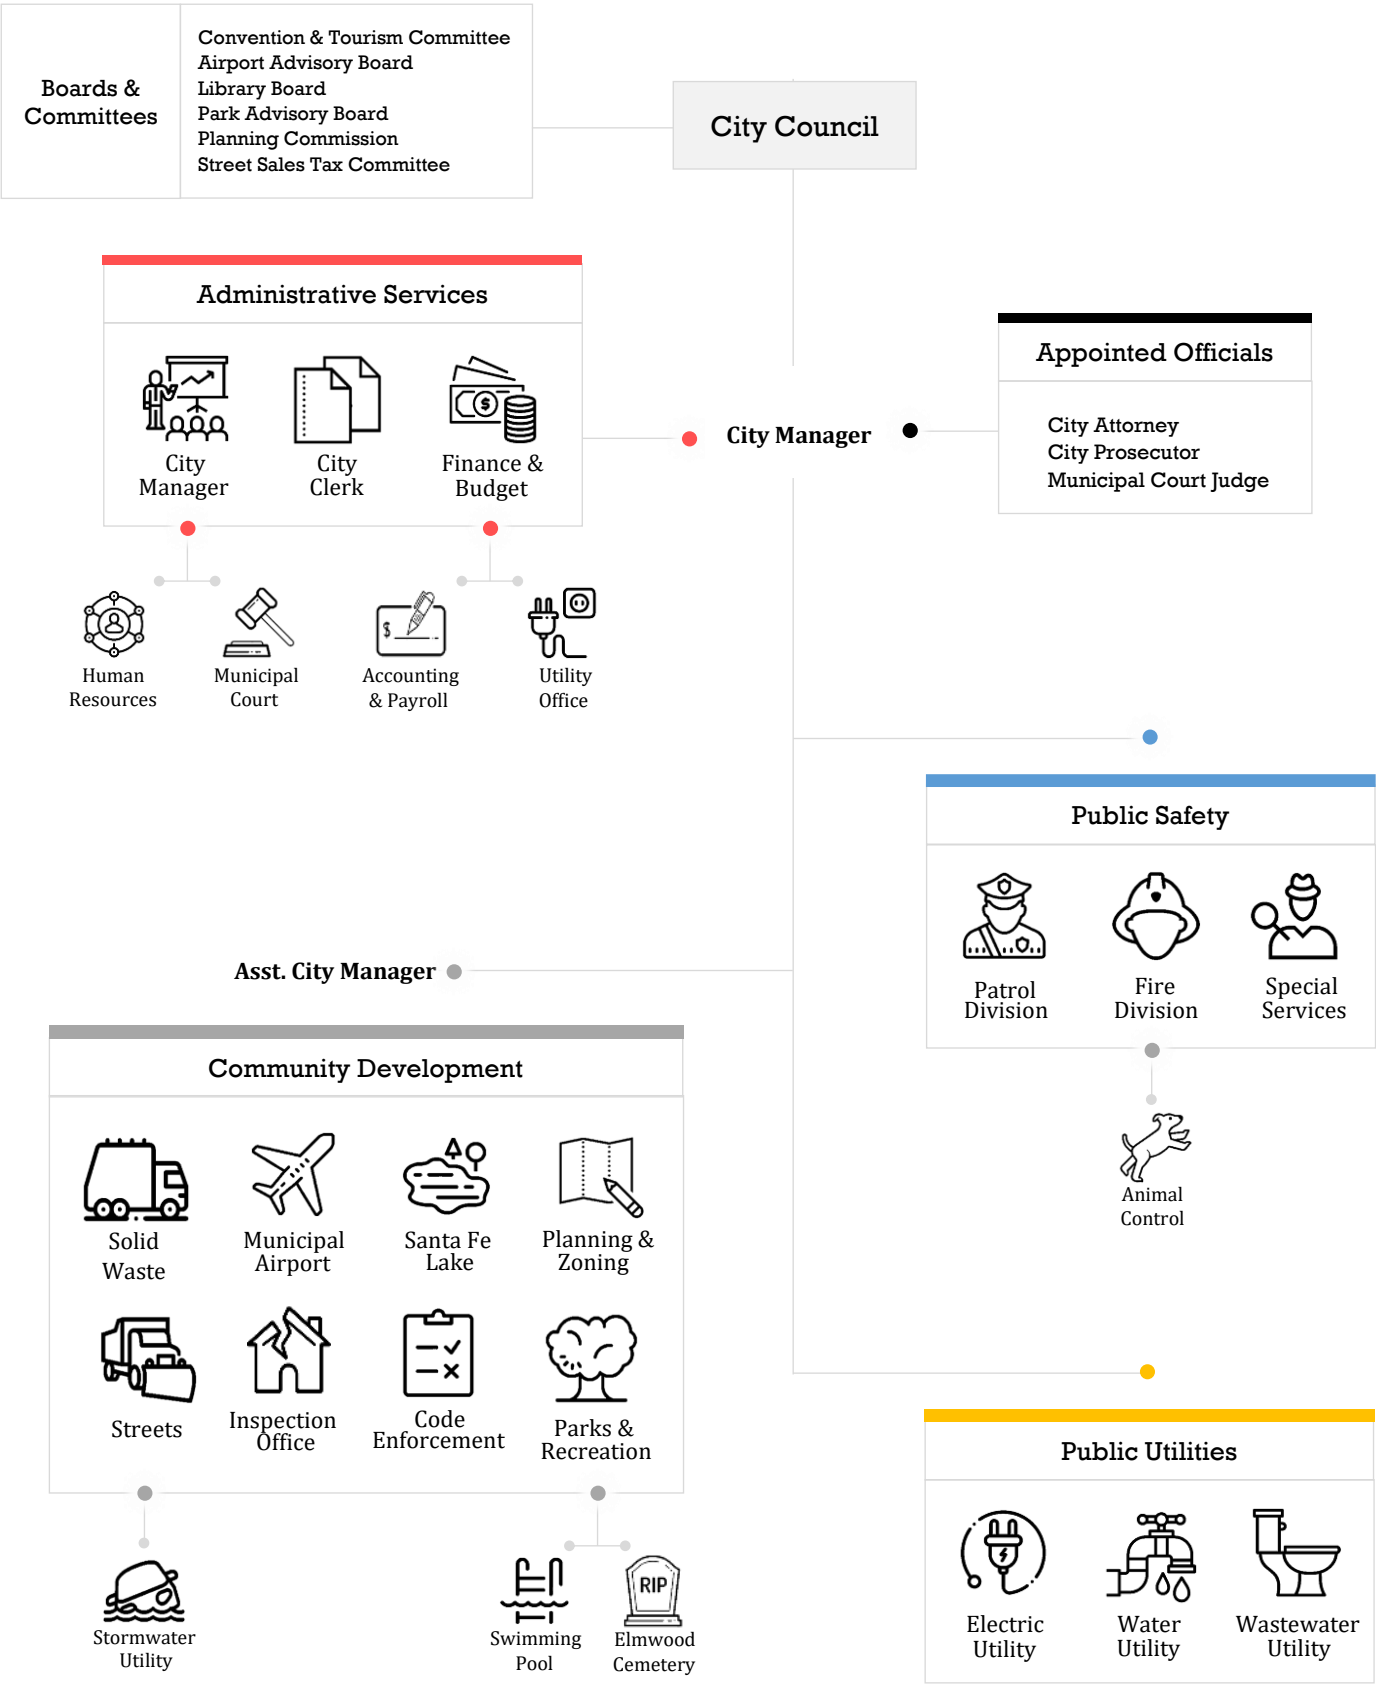 Boards &
Committees
Convention & Tourism Committee
Airport Advisory Board
Library Board
Park Advisory Board
Planning Commission
Street Sales Tax Committee
City Council
Administrative Services
City
Manager
City
Clerk
Finance &
Budget
City Manager
Appointed Officials
City Attorney
City Prosecutor
Municipal Court Judge
Human
Resources
Municipal
Court
$
Accounting
& Payroll
Utility
Office
Public Safety
Patrol
Division
Fire
Division
Special
Services
Animal
Control
Asst. City Manager
Community Development
Solid
Waste
Municipal
Airport
Santa Fe
Lake
Planning &
Zoning
Streets
Inspection
Office
Code
Enforcement
Parks &
Recreation
Stormwater
Utility
Swimming
Pool
RIP
Elmwood
Cemetery
Public Utilities
Electric
Utility
Water
Utility
Wastewater
Utility